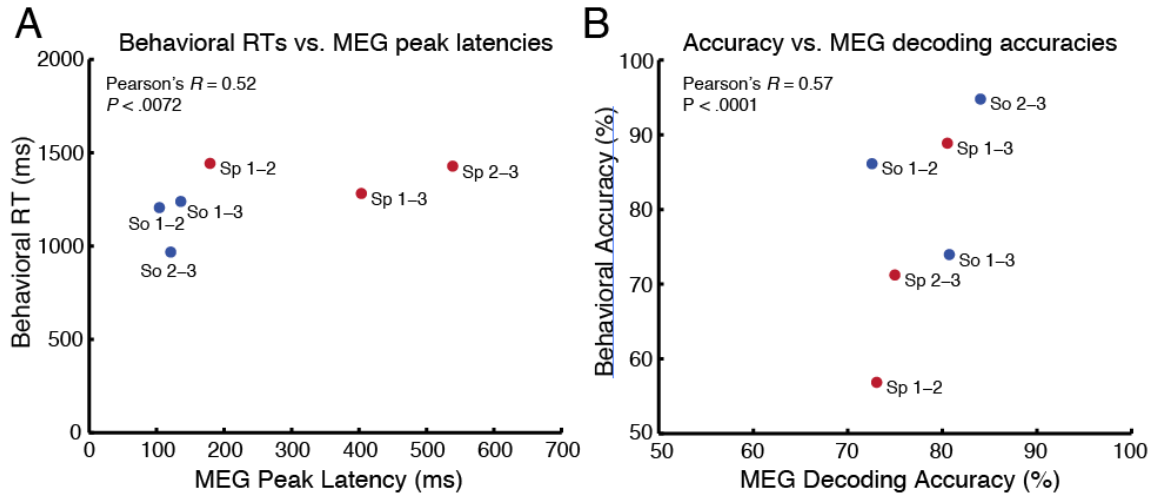 A
Behavioral RTs vs. MEG peak latencies
Pearson's R = 0.52
P < .0072
Behavioral RT (ms)
2000
1500
1000
500
0
Sp 1–2
Sp 2–3
Sp 1–3
So 1–3
So 1–2
So 2–3
0 100 200 300 400 500 600 700
MEG Peak Latency (ms)
B
Accuracy vs. MEG decoding accuracies
Pearson's R = 0.57
P < .0001
Behavioral Accuracy (%)
100
90
80
70
60
50
So 2–3
Sp 1–3
So 1–2
So 1–3
Sp 2–3
Sp 1–2
50 60 70 80 90 100
MEG Decoding Accuracy (%)